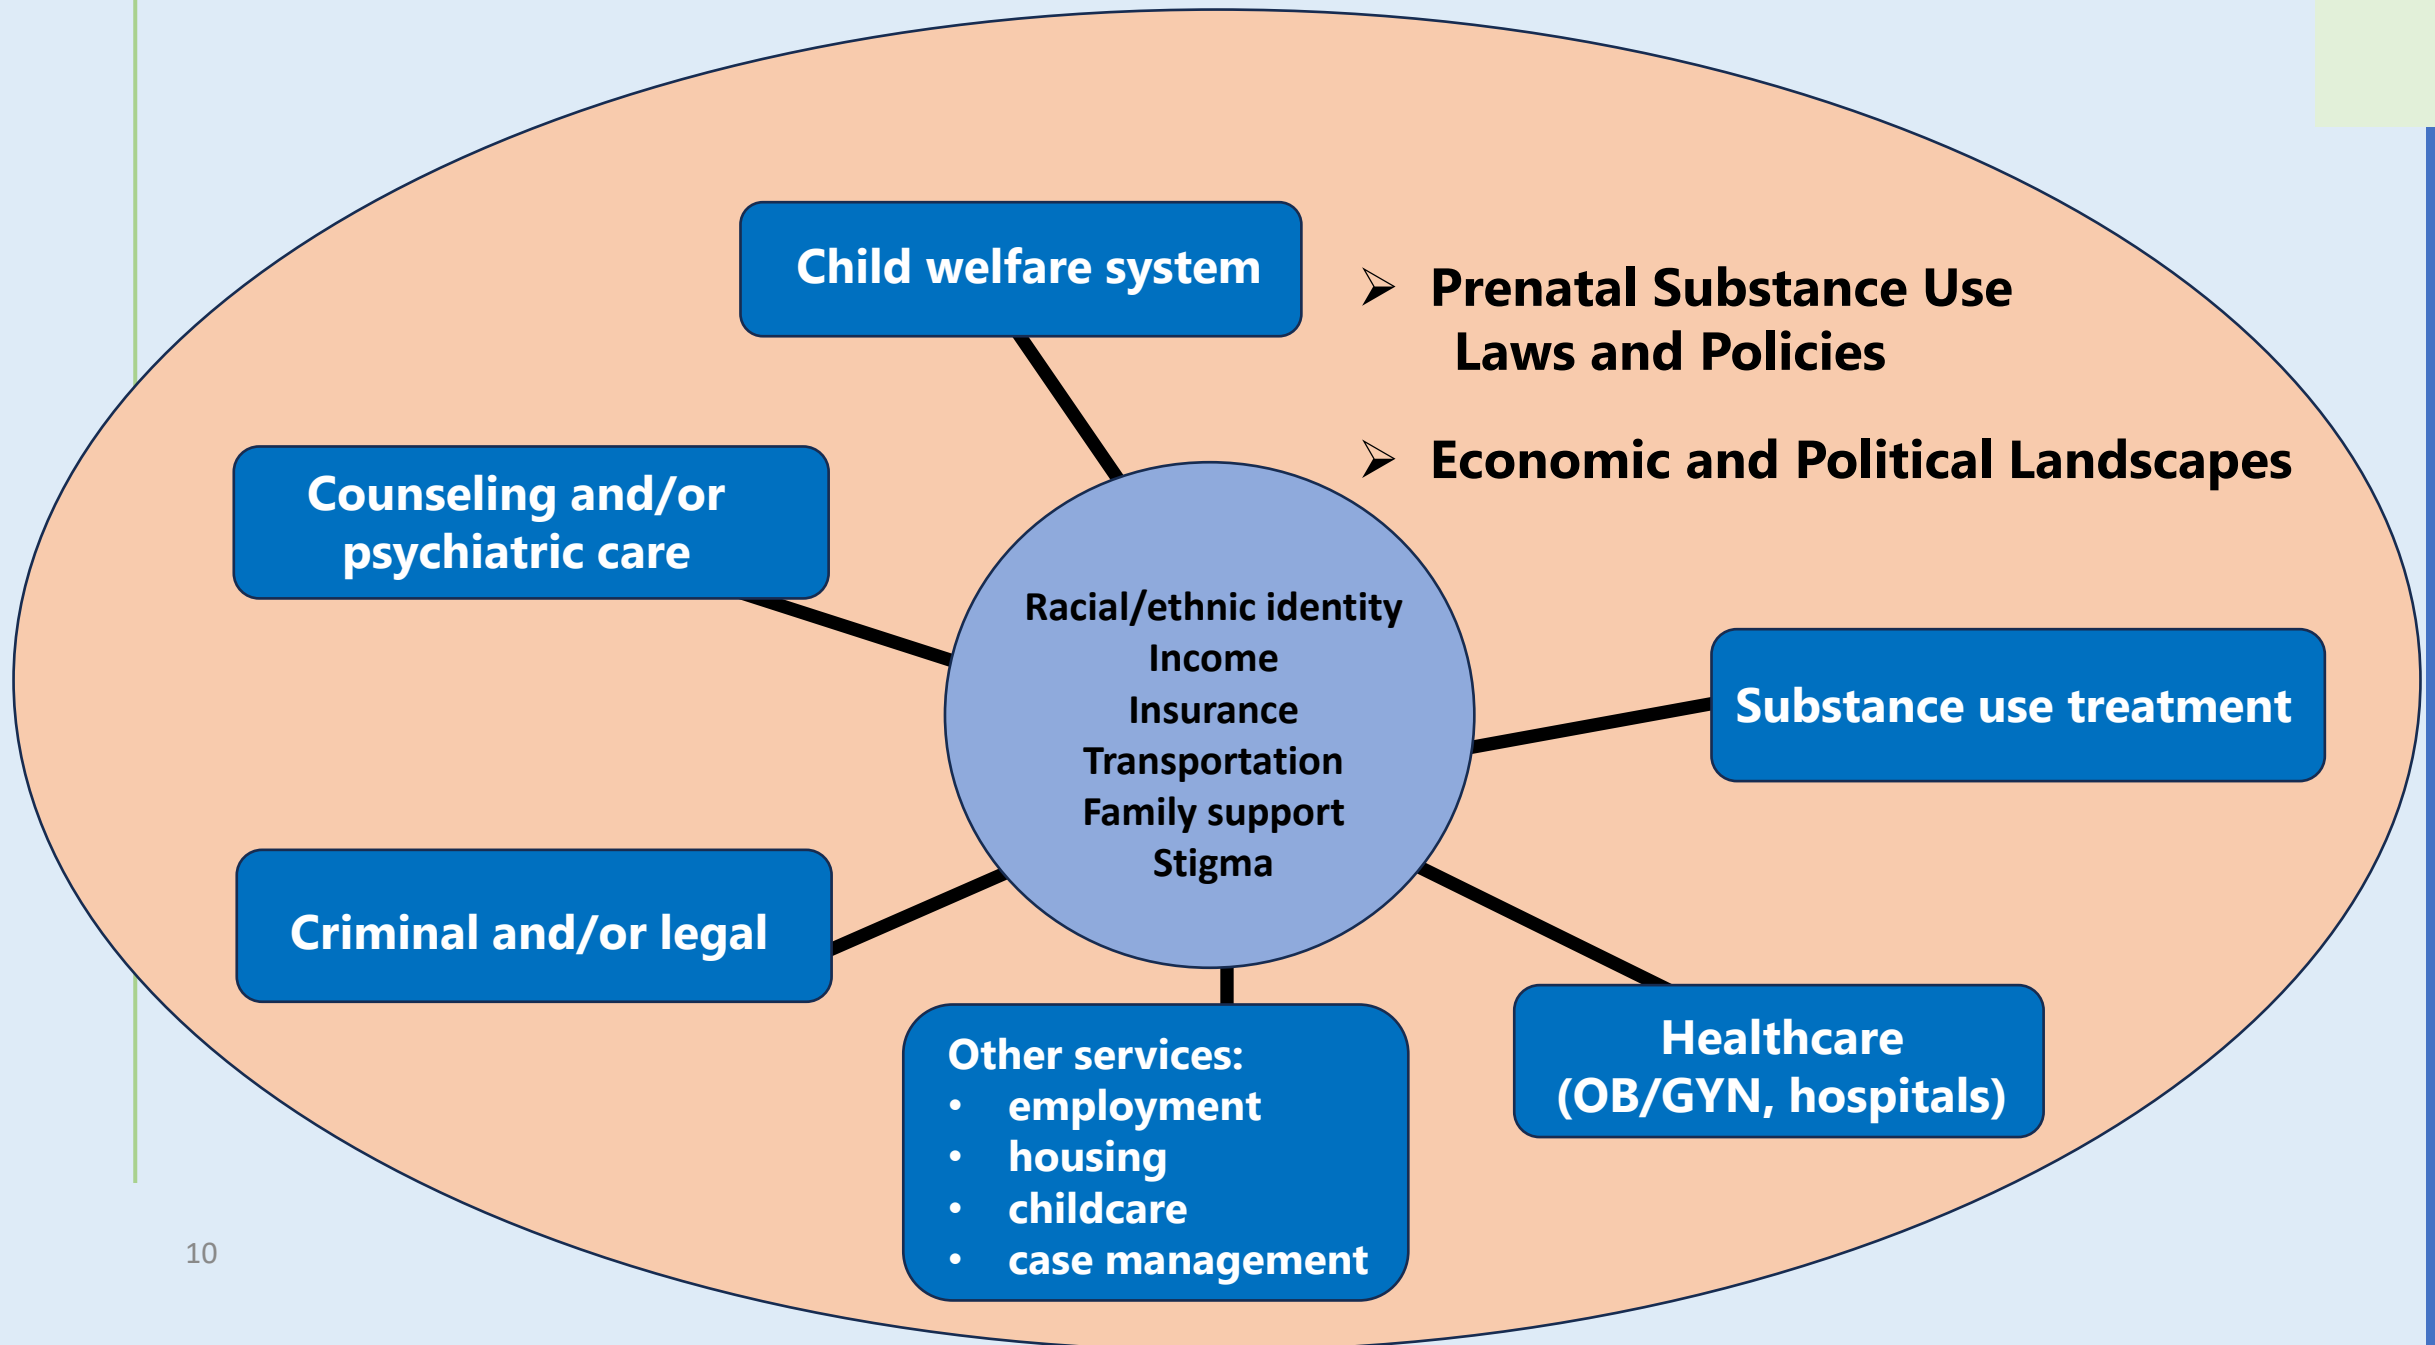 Child welfare system
➢ Prenatal Substance Use
Laws and Policies
➢ Economic and Political Landscapes
Counseling and/or
psychiatric care
Racial/ethnic identity
Income
Insurance
Transportation
Family support
Stigma
Substance use treatment
Criminal and/or legal
Other services:
• employment
• housing
• childcare
• case management
Healthcare
(OB/GYN, hospitals)
10